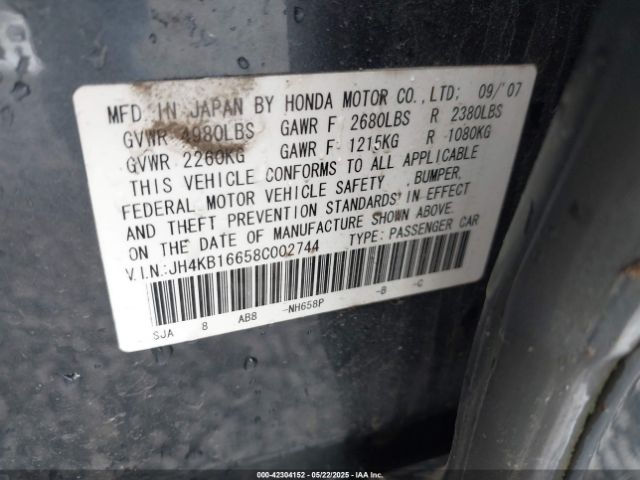 MFD. IN JAPAN BY HONDA MOTOR CO.,LTD; 09/'07
GVWR 4980LBS GAWR F 2680LBS R 2380LBS
GVWR 2260KG GAWR F 1215KG R 1080KG
THIS VEHICLE CONFORMS TO ALL APPLICABLE
FEDERAL MOTOR VEHICLE SAFETY ,BUMPER,
AND THEFT PREVENTION STANDARDS IN EFFECT
ON THE DATE OF MANUFACTURE SHOWN ABOVE.
V.I.N:JH4KB16658C002744 TYPE: PASSENGER CAR
SJA 8 AB8 -NH658P -B -C
000-42304152 - 05/22/2025 - IAA Inc.